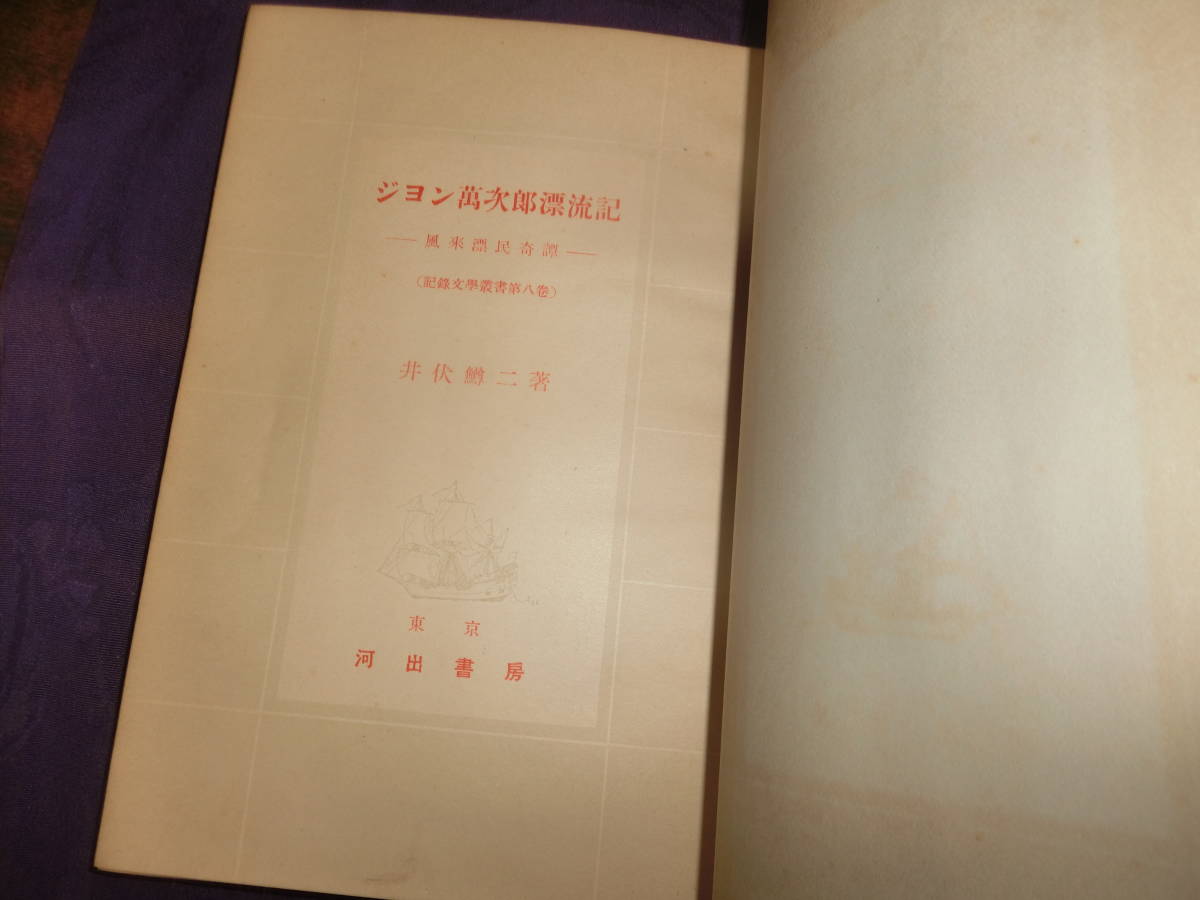 ジヨン萬次郎漂流記
——風來漂民奇譚——
（記錄文學叢書第八卷）
井伏鱒二著
東京
河出書房